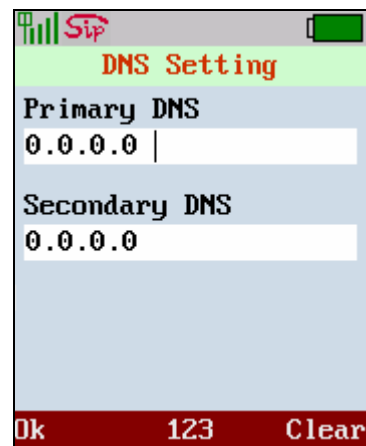 Sip
DNS Setting
Primary DNS
0.0.0.0
Secondary DNS
0.0.0.0
Ok 123 Clear